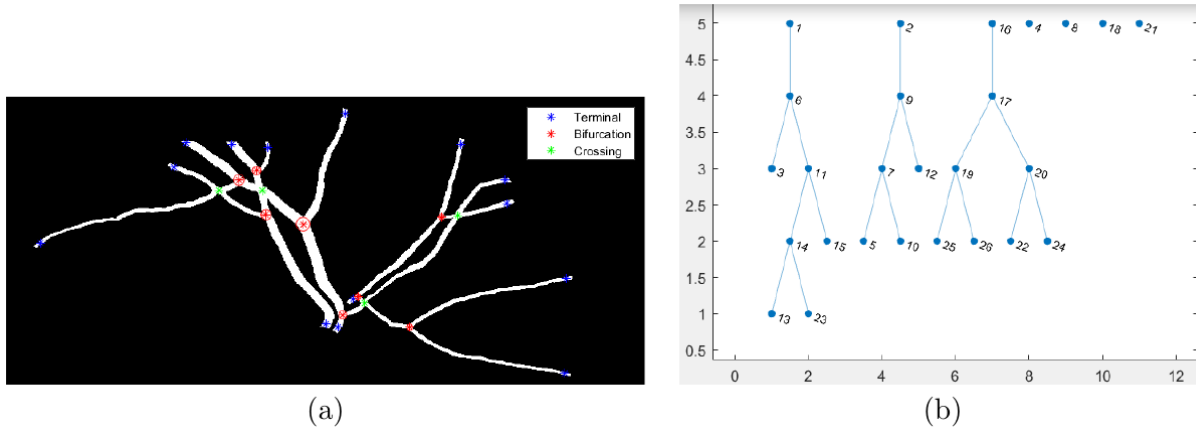 Terminal
Bifurcation
Crossing
(a)
5
4.5
4
3.5
3
2.5
2
1.5
1
0.5
0 2 4 6 8 10 12
1 2 16 4 8 18 21
6 9 17
3 11 7 12 19 20
14 15 5 10 25 26 22 24
13 23
(b)